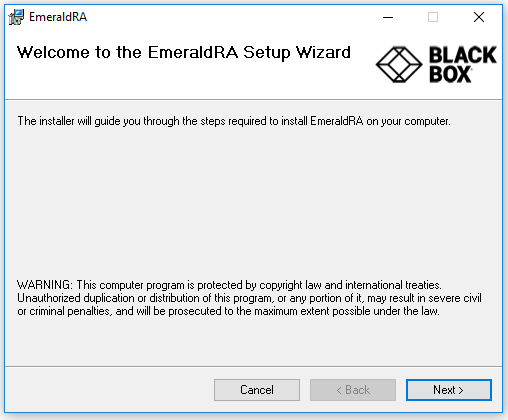 EmeraldRA
Welcome to the EmeraldRA Setup Wizard
BLACK
BOX®
The installer will guide you through the steps required to install EmeraldRA on your computer.
WARNING: This computer program is protected by copyright law and international treaties.
Unauthorized duplication or distribution of this program, or any portion of it, may result in severe civil
or criminal penalties, and will be prosecuted to the maximum extent possible under the law.
Cancel
< Back
Next >